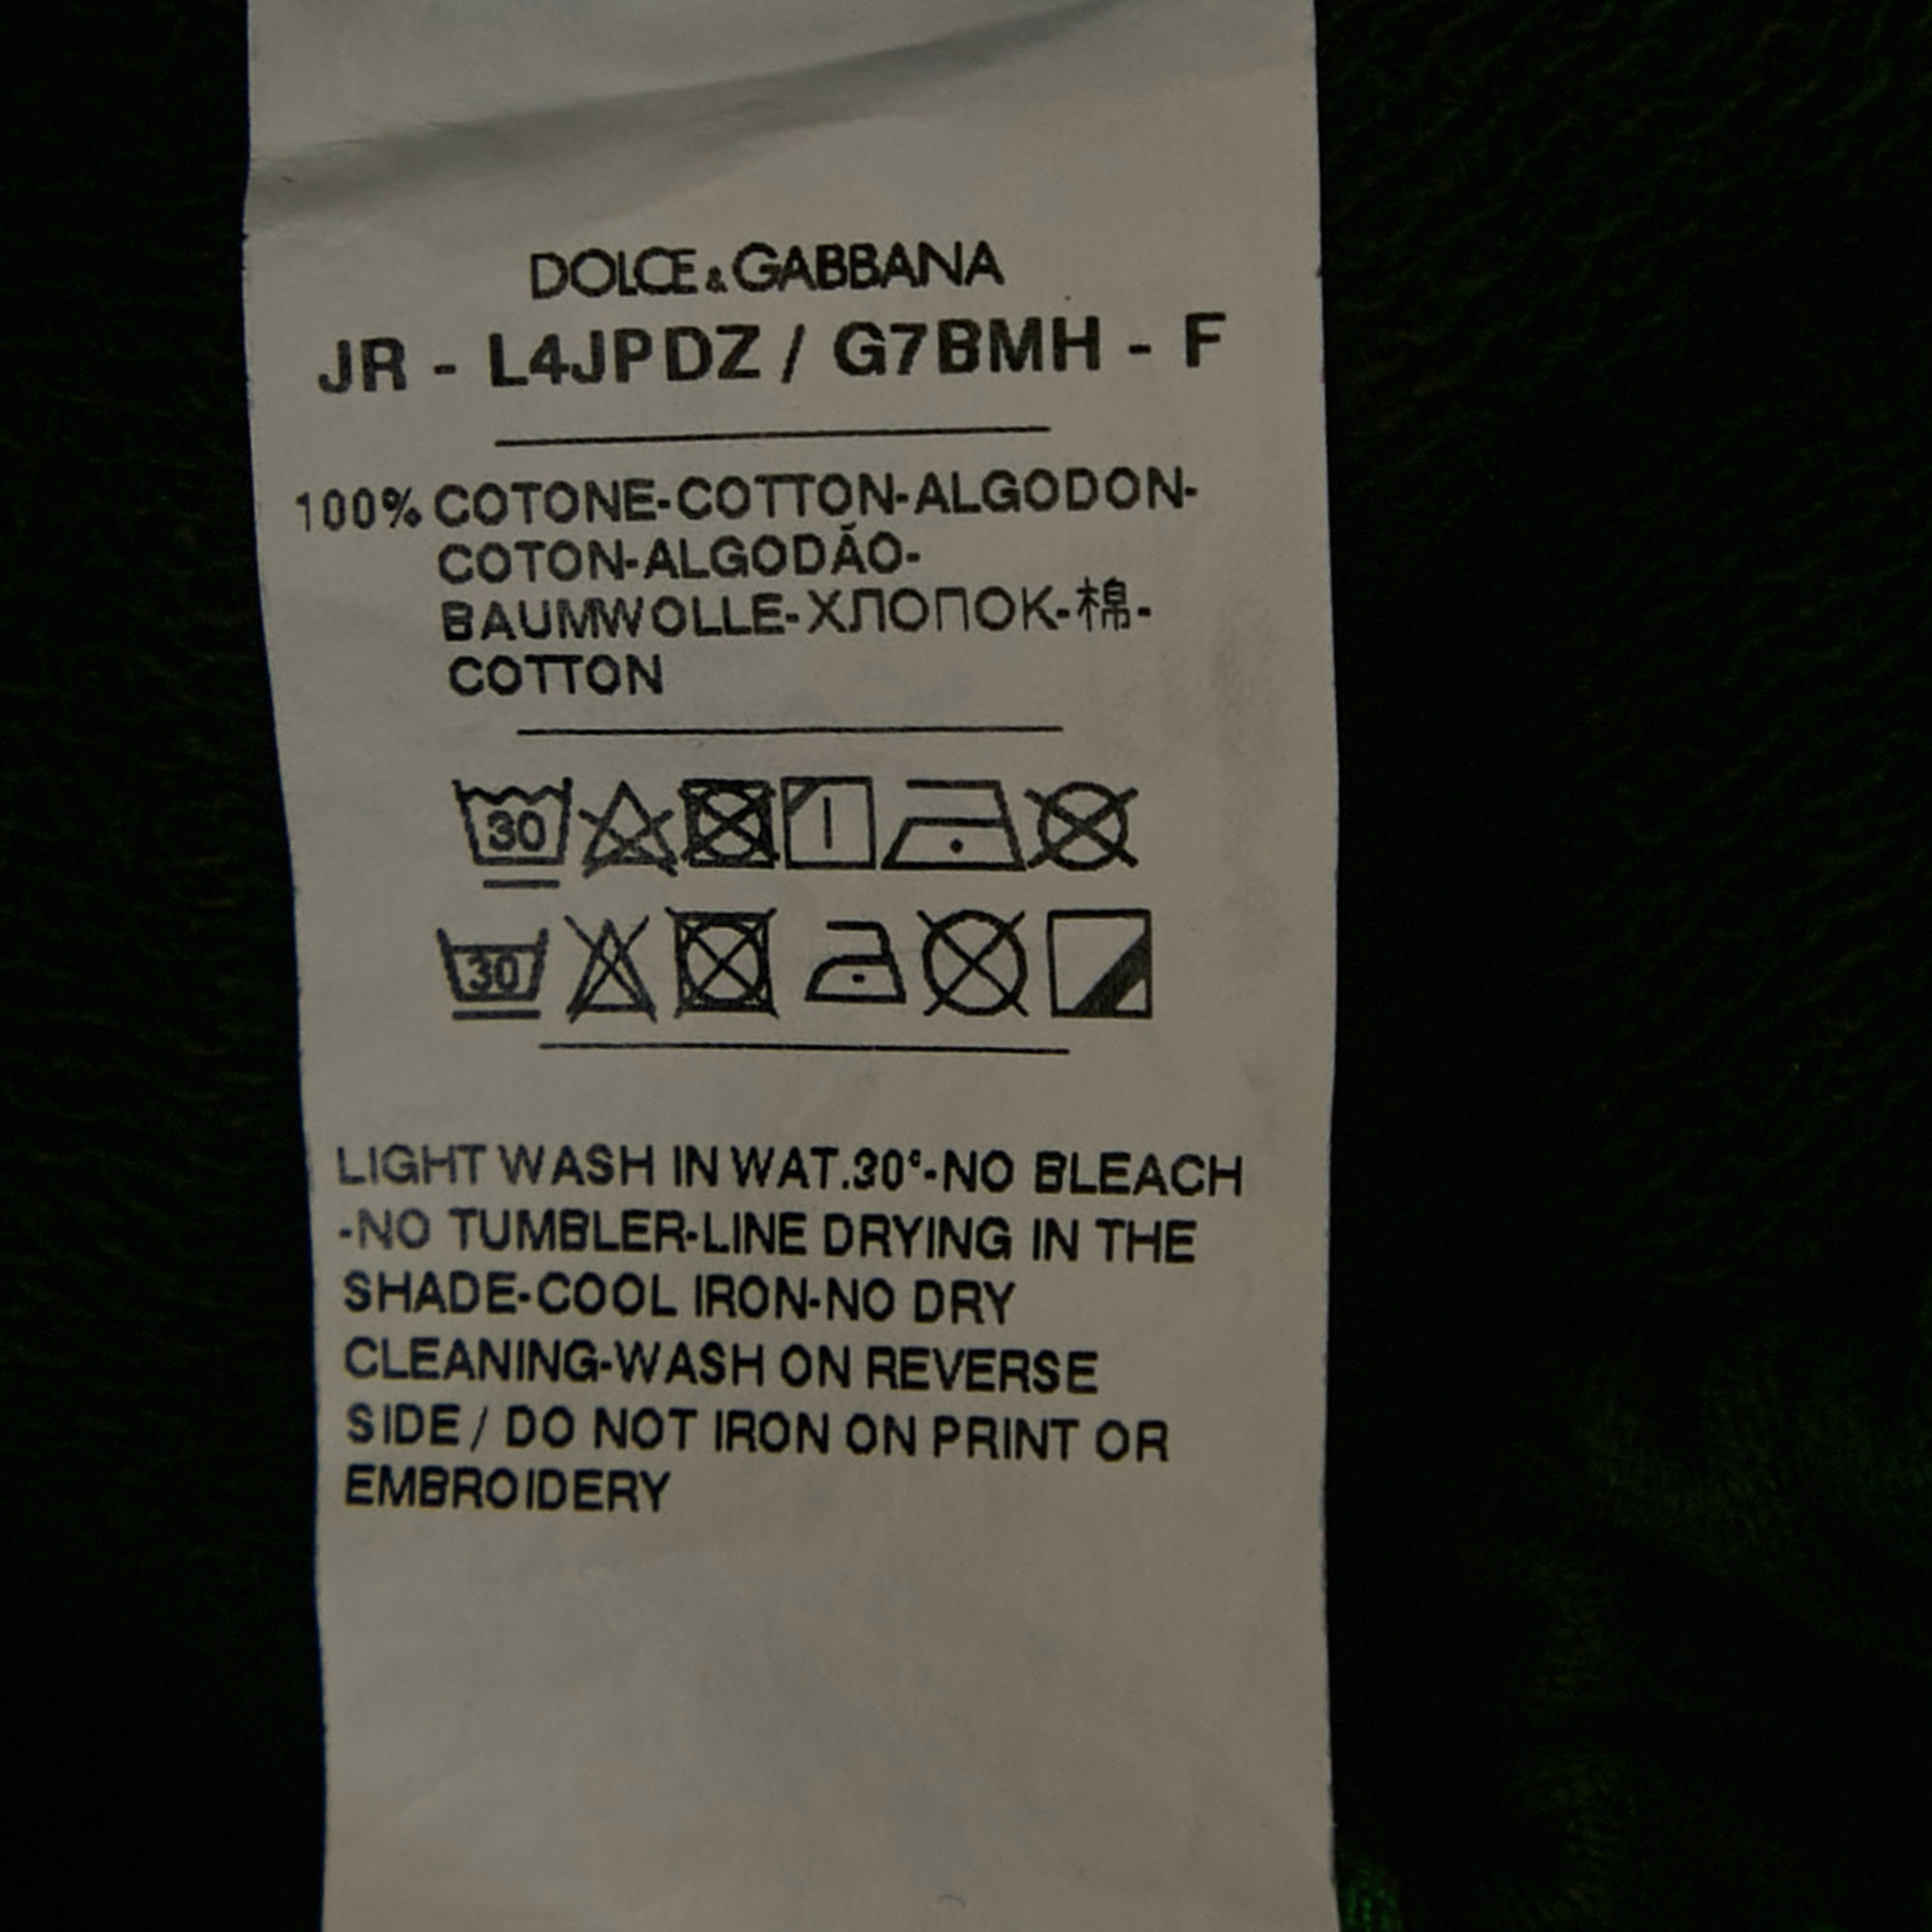 DOLCE&GABBANA
JR - L4JPDZ / G7BMH - F
100% COTONE-COTTON-ALGODON-
COTON-ALGODÃO-
BAUMWOLLE-ХЛОПОК-棉-
COTTON
30
30
LIGHT WASH IN WAT.30°-NO BLEACH
-NO TUMBLER-LINE DRYING IN THE
SHADE-COOL IRON-NO DRY
CLEANING-WASH ON REVERSE
SIDE / DO NOT IRON ON PRINT OR
EMBROIDERY